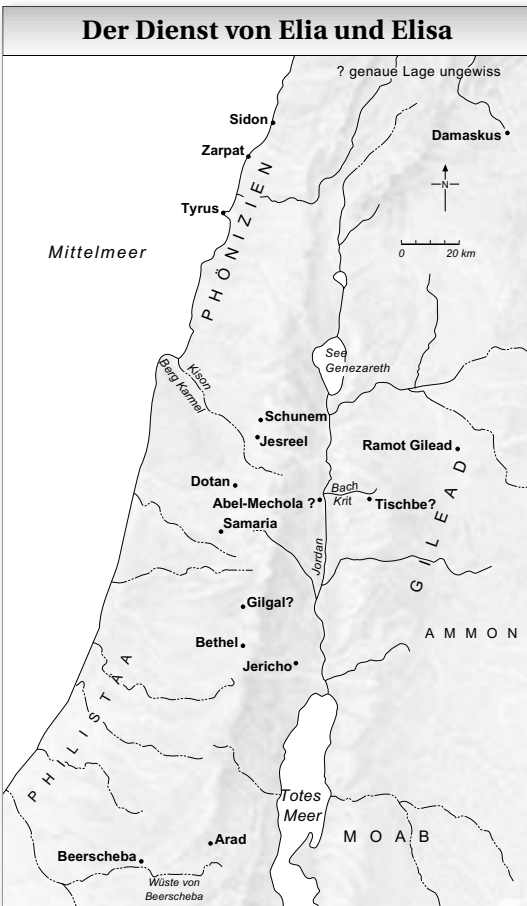 Der Dienst von Elia und Elisa
? genaue Lage ungewiss
Sidon
Damaskus
Zarpat
N
Tyrus
PHÖNIZIEN
Mittelmeer
0 20 km
See
Genezareth
Kison
Berg Karmel
Schunem
Jesreel
Ramot Gilead
Dotan
Bach
Krit
Abel-Mechola ?
Tischbe?
Samaria
GILEAD
Jordan
Gilgal?
AMMON
Bethel
Jericho
PHILISTÄA
Totes
Meer
MOAB
Arad
Beerscheba
Wüste von
Beerscheba